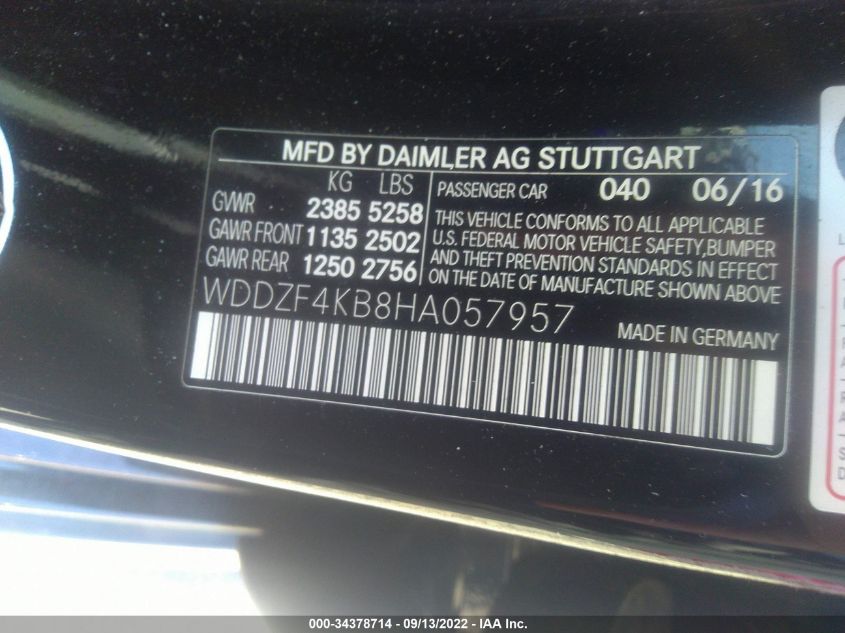 MFD BY DAIMLER AG STUTTGART
KG LBS
GVWR 2385 5258
GAWR FRONT 1135 2502
GAWR REAR 1250 2756
PASSENGER CAR 040 06/16
THIS VEHICLE CONFORMS TO ALL APPLICABLE
U.S. FEDERAL MOTOR VEHICLE SAFETY,BUMPER
AND THEFT PREVENTION STANDARDS IN EFFECT
ON THE DATE OF MANUFACTURE SHOWN ABOVE
WDDZF4KB8HA057957
MADE IN GERMANY
000-34378714 - 09/13/2022 - IAA Inc.